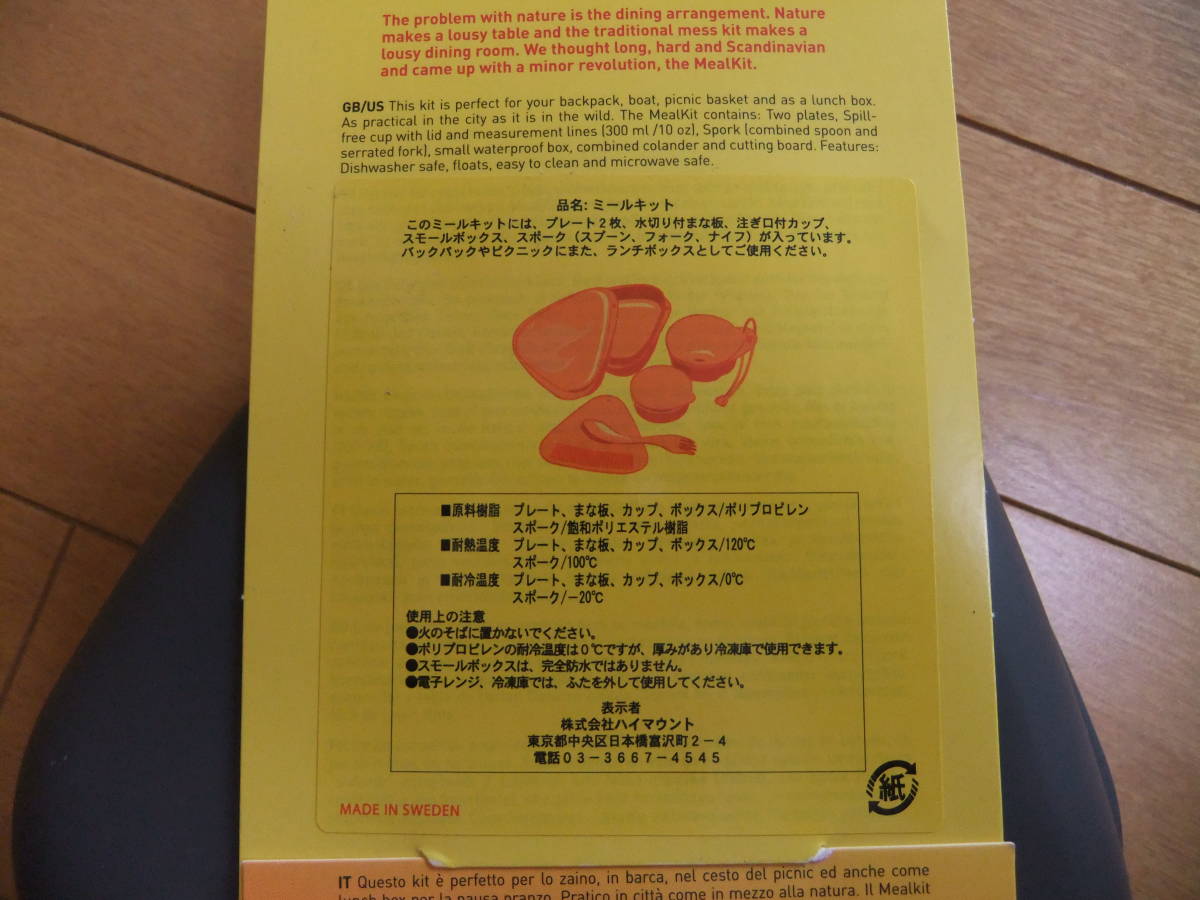 The problem with nature is the dining arrangement. Nature
makes a lousy table and the traditional mess kit makes a
lousy dining room. We thought long, hard and Scandinavian
and came up with a minor revolution, the MealKit.
GB/US This kit is perfect for your backpack, boat, picnic basket and as a lunch box.
As practical in the city as it is in the wild. The MealKit contains: Two plates, Spill-
free cup with lid and measurement lines (300 ml /10 oz), Spork (combined spoon and
serrated fork), small waterproof box, combined colander and cutting board. Features:
Dishwasher safe, floats, easy to clean and microwave safe.
品名: ミールキット
このミールキットには、プレート2枚、水切り付まな板、注ぎ口付カップ、
スモールボックス、スポーク（スプーン、フォーク、ナイフ）が入っています。
バックパックやピクニックにまた、ランチボックスとしてご使用ください。
■原料樹脂 プレート、まな板、カップ、ボックス/ポリプロピレン
スポーク/飽和ポリエステル樹脂
■耐熱温度 プレート、まな板、カップ、ボックス/120℃
スポーク/100℃
■耐冷温度 プレート、まな板、カップ、ボックス/0℃
スポーク/－20℃
使用上の注意
●火のそばに置かないでください。
●ポリプロピレンの耐冷温度は0℃ですが、厚みがあり冷凍庫で使用できます。
●スモールボックスは、完全防水ではありません。
●電子レンジ、冷凍庫では、ふたを外して使用してください。
表示者
株式会社ハイマウント
東京都中央区日本橋富沢町2－4
電話03－3667－4545
紙
MADE IN SWEDEN
IT Questo kit è perfetto per lo zaino, in barca, nel cesto del picnic ed anche come
lunch box per la pausa pranzo. Pratico in città come in mezzo alla natura. Il Mealkit